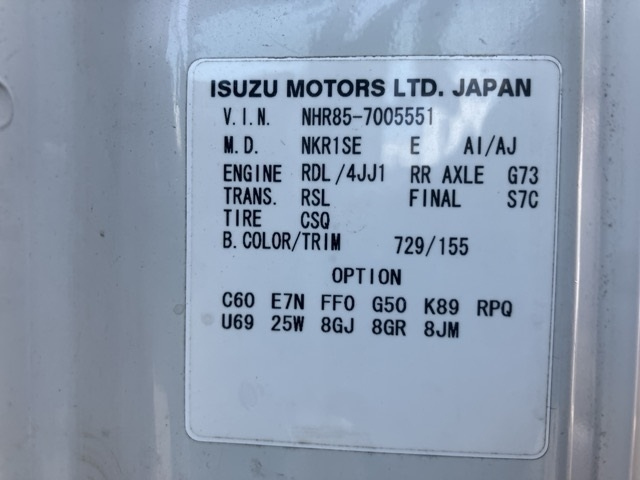 ISUZU MOTORS LTD. JAPAN
V.I.N. NHR85-7005551
M.D. NKR1SE E AI/AJ
ENGINE RDL/4JJ1 RR AXLE G73
TRANS. RSL FINAL S7C
TIRE CSQ
B.COLOR/TRIM 729/155
OPTION
C60 E7N FF0 G50 K89 RPQ
U69 25W 8GJ 8GR 8JM